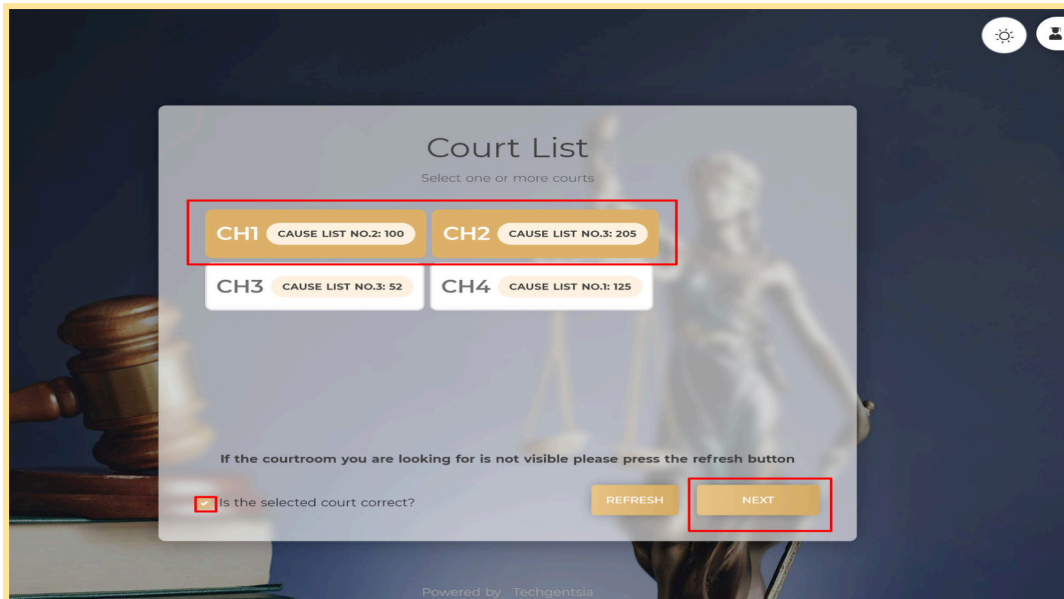 Court List
Select one or more courts
CH1 CAUSE LIST NO.2: 100 CH2 CAUSE LIST NO.3: 205
CH3 CAUSE LIST NO.3: 52 CH4 CAUSE LIST NO.1: 125
If the courtroom you are looking for is not visible please press the refresh button
Is the selected court correct? REFRESH NEXT
Powered by Techgentsia